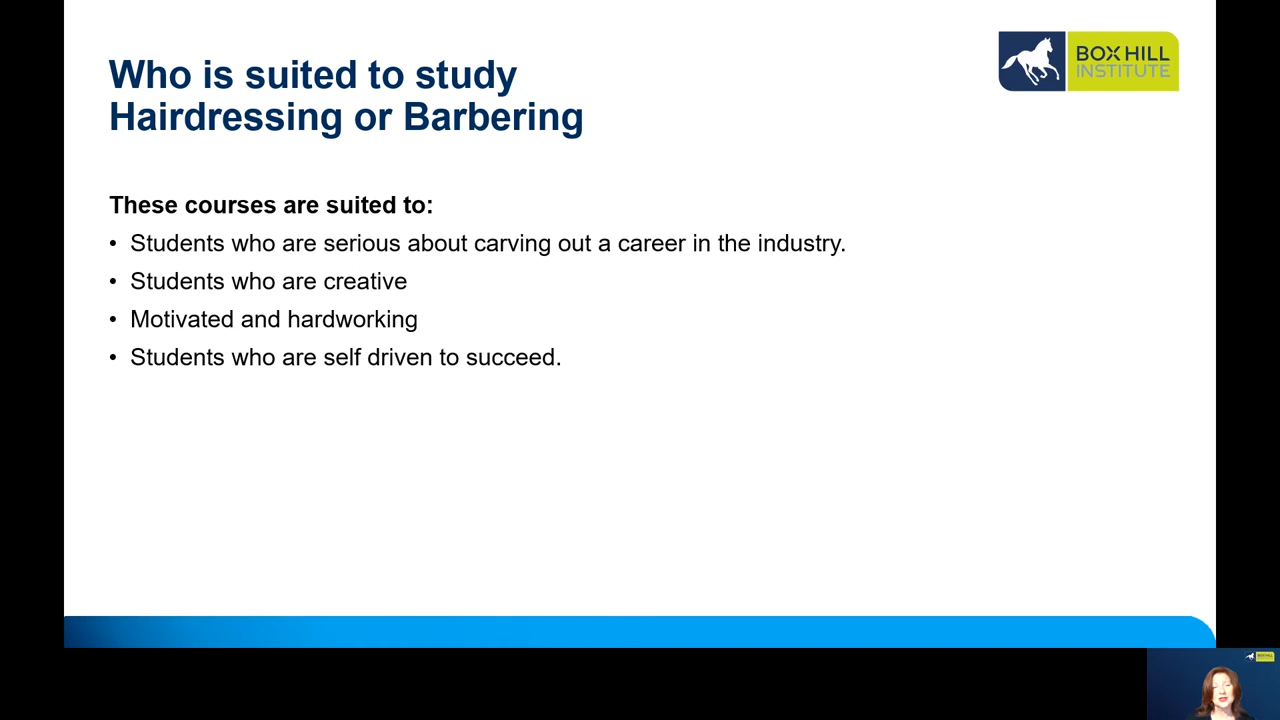 Who is suited to study
Hairdressing or Barbering
BOX HILL
INSTITUTE
These courses are suited to:
• Students who are serious about carving out a career in the industry.
• Students who are creative
• Motivated and hardworking
• Students who are self driven to succeed.
BOX HILL